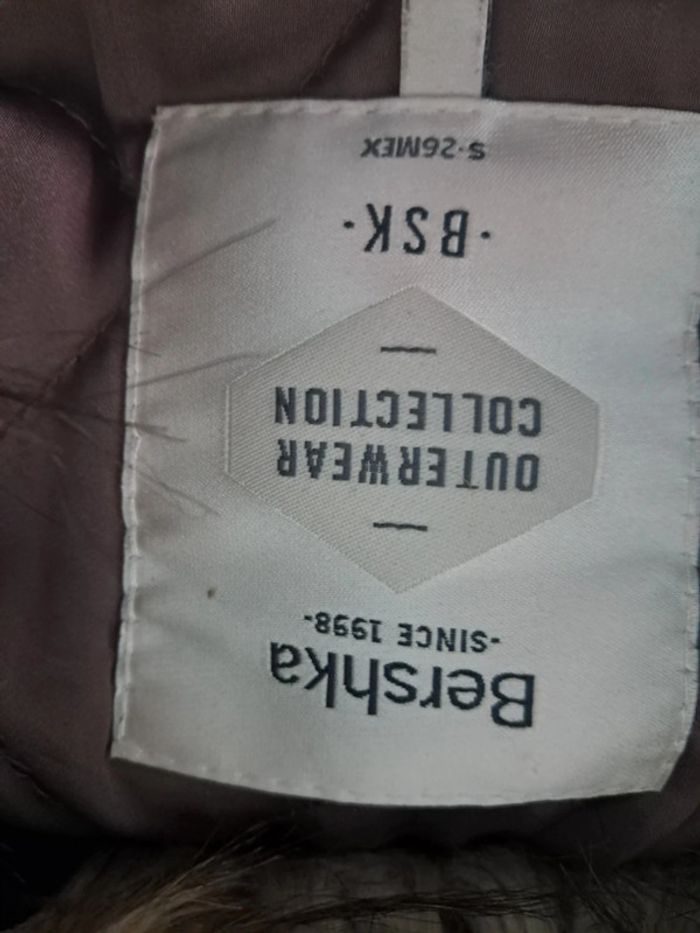 Bershka
-SINCE 1998-
OUTERWEAR
COLLECTION
·BSK·
S·26MEX